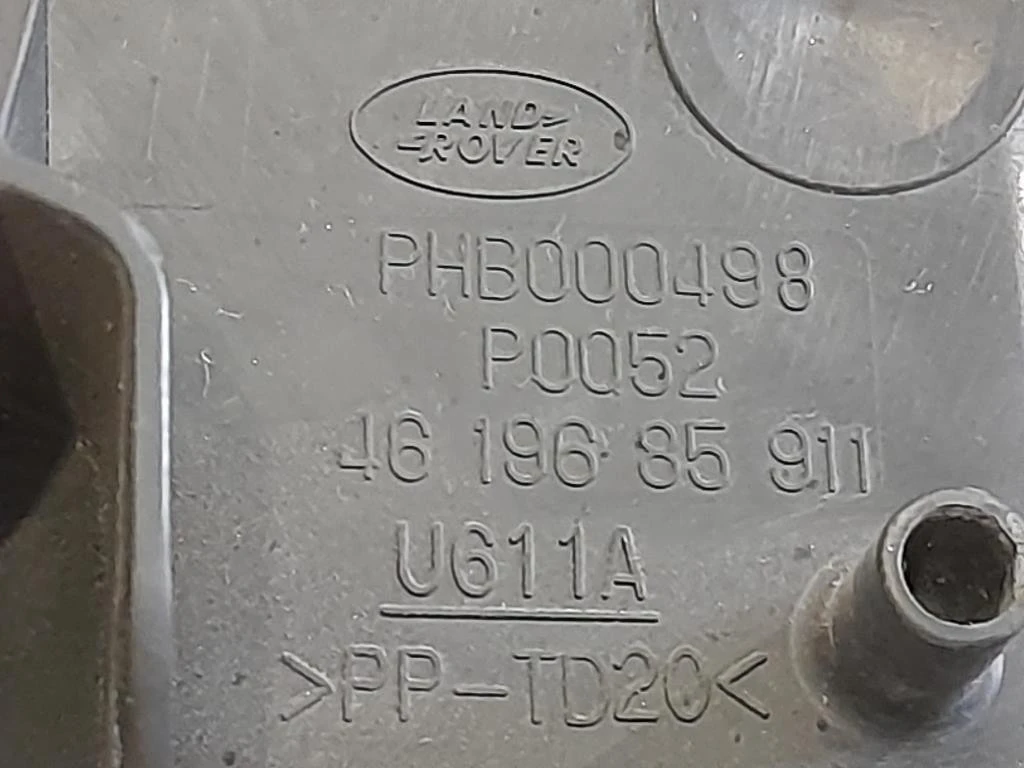 LAND
ROVER
PHB000498
P0052
46 196 85 911
U611A
>PP-TD20<